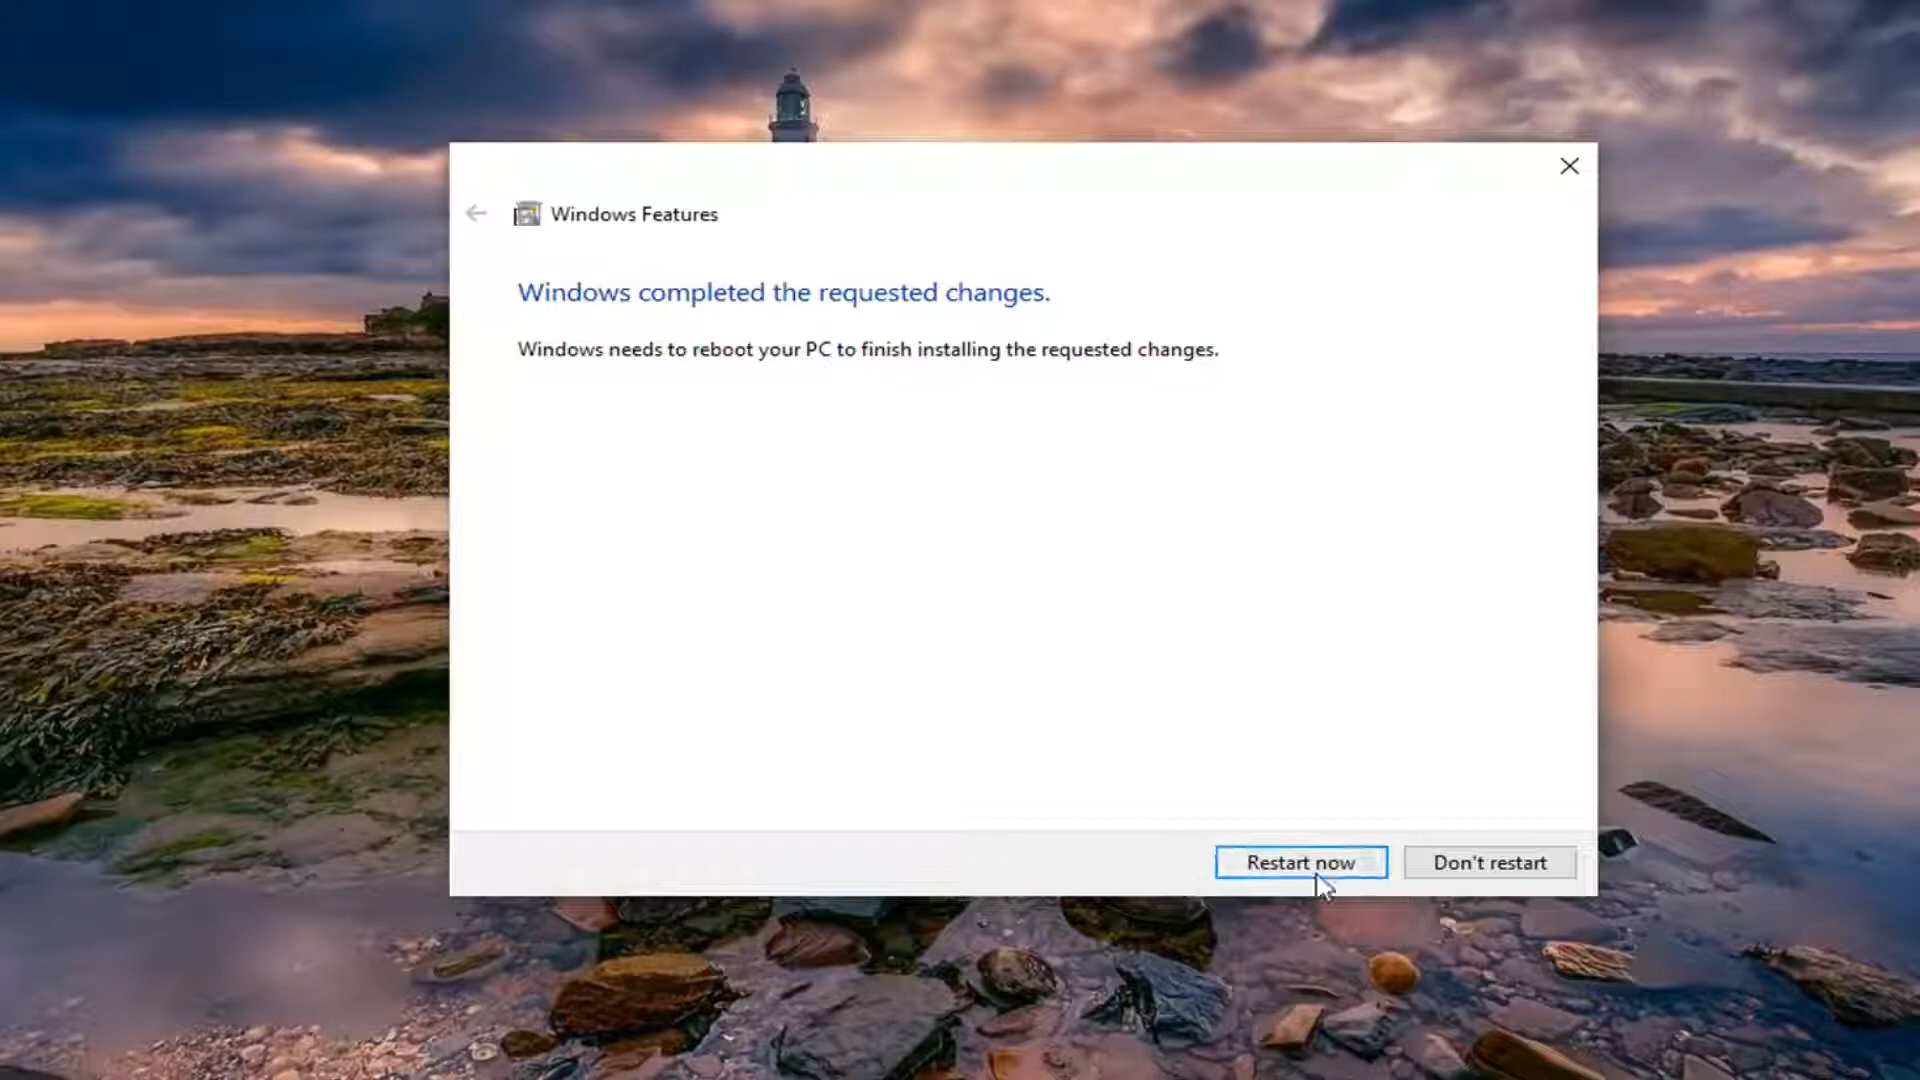 Windows Features
Windows completed the requested changes.
Windows needs to reboot your PC to finish installing the requested changes.
Restart now
Don't restart